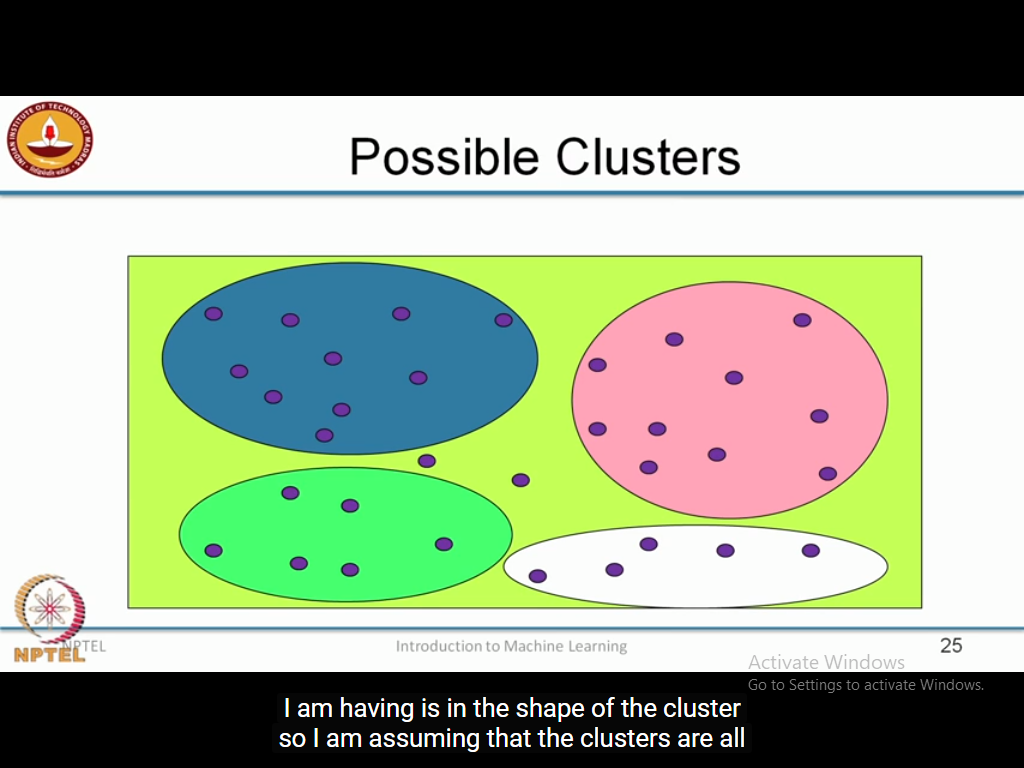 INDIAN INSTITUTE OF TECHNOLOGY MADRAS
Possible Clusters
NPTEL
NPTEL
Introduction to Machine Learning
25
Activate Windows
Go to Settings to activate Windows.
I am having is in the shape of the cluster
so I am assuming that the clusters are all